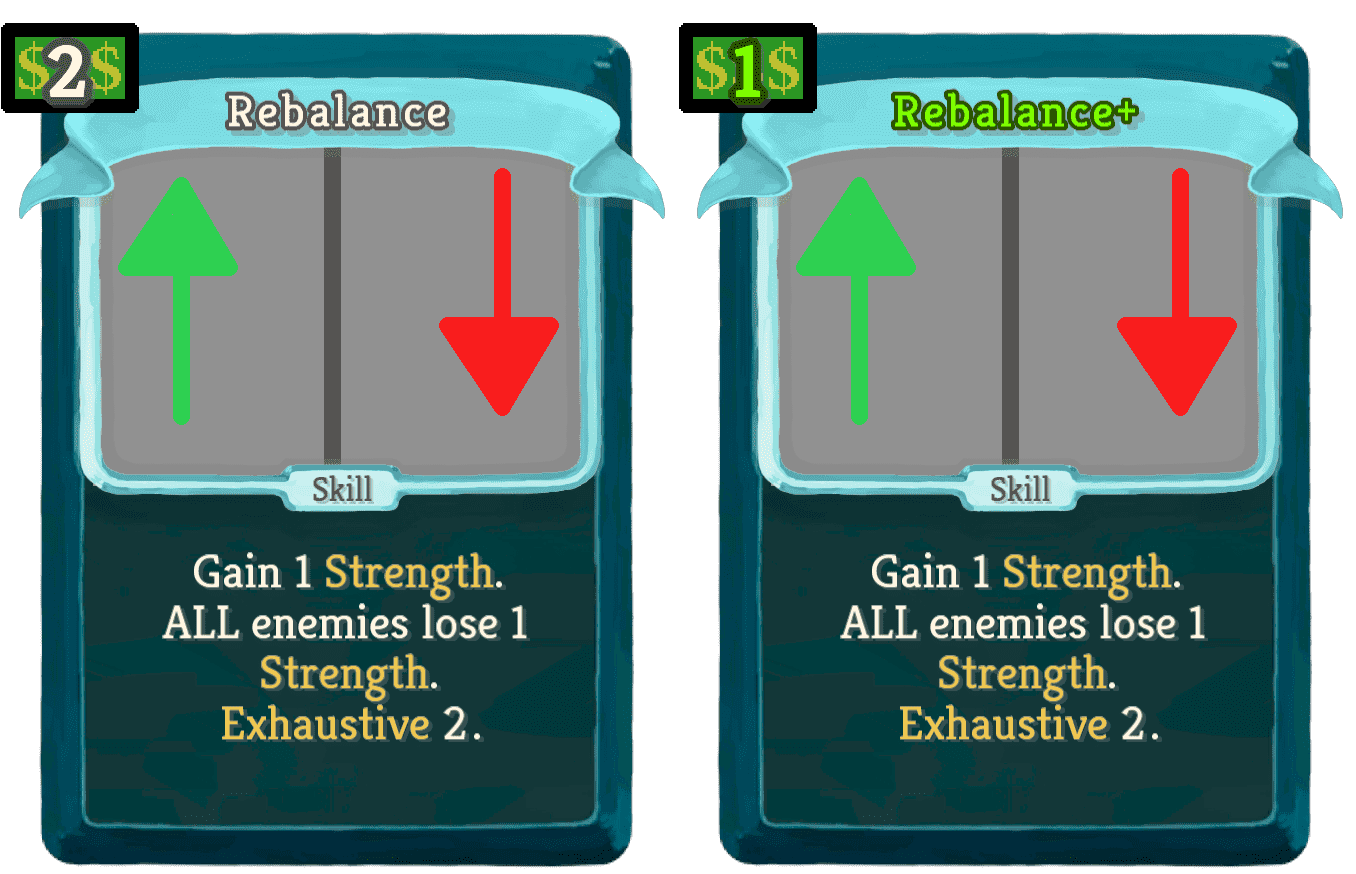 $2$
Rebalance
Skill
Gain 1 Strength.
ALL enemies lose 1
Strength.
Exhaustive 2.
$1$
Rebalance+
Skill
Gain 1 Strength.
ALL enemies lose 1
Strength.
Exhaustive 2.